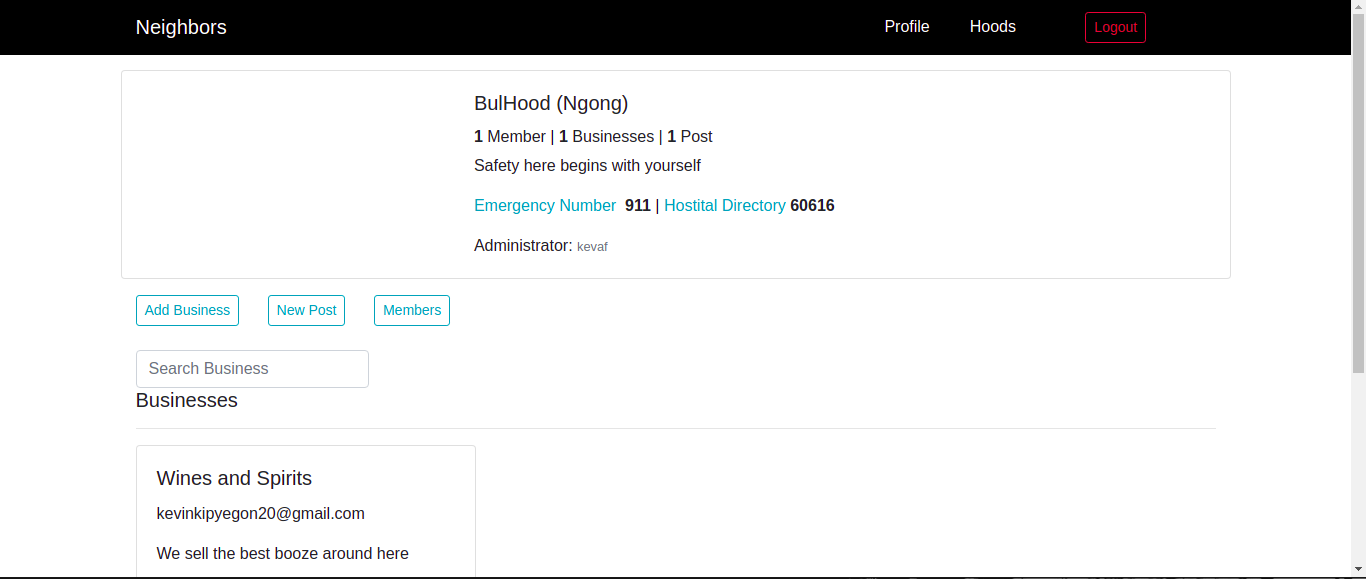 Neighbors Profile Hoods Logout
BulHood (Ngong)
1 Member | 1 Businesses | 1 Post
Safety here begins with yourself
Emergency Number 911 | Hostital Directory 60616
Administrator: kevaf
Add Business New Post Members
Search Business
Businesses
Wines and Spirits
kevinkipyegon20@gmail.com
We sell the best booze around here